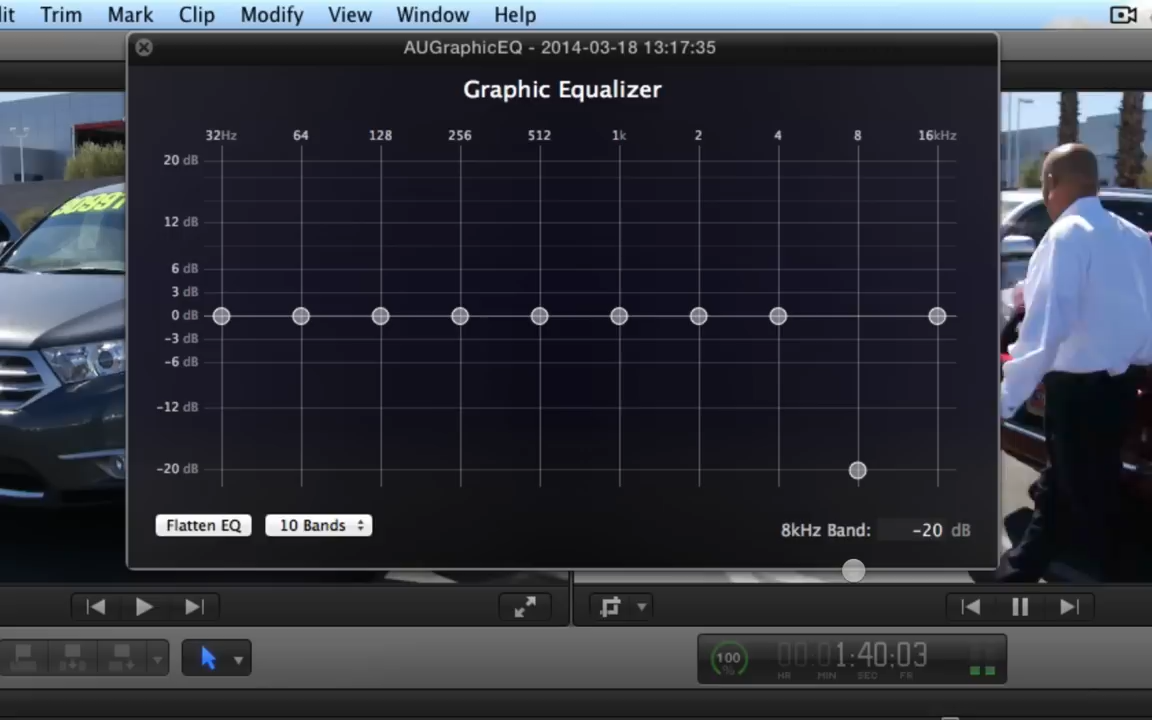 Trim Mark Clip Modify View Window Help
AUGraphicEQ - 2014-03-18 13:17:35
Graphic Equalizer
32Hz 64 128 256 512 1k 2 4 8 16kHz
20 dB
12 dB
6 dB
3 dB
0 dB
-3 dB
-6 dB
-12 dB
-20 dB
Flatten EQ 10 Bands 8kHz Band: -20 dB
100 % 00:01:40:03
HR MIN SEC FR